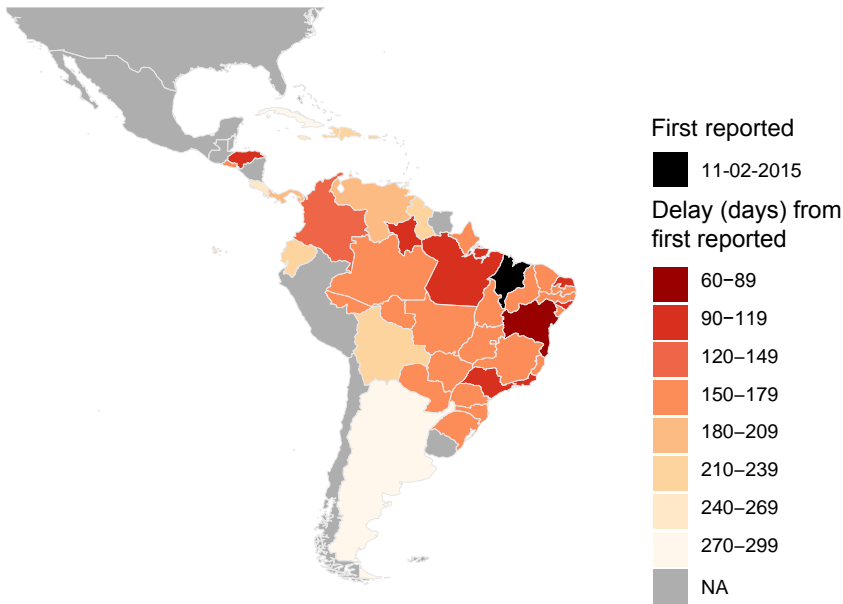 First reported
11-02-2015
Delay (days) from
first reported
60−89
90−119
120−149
150−179
180−209
210−239
240−269
270−299
NA